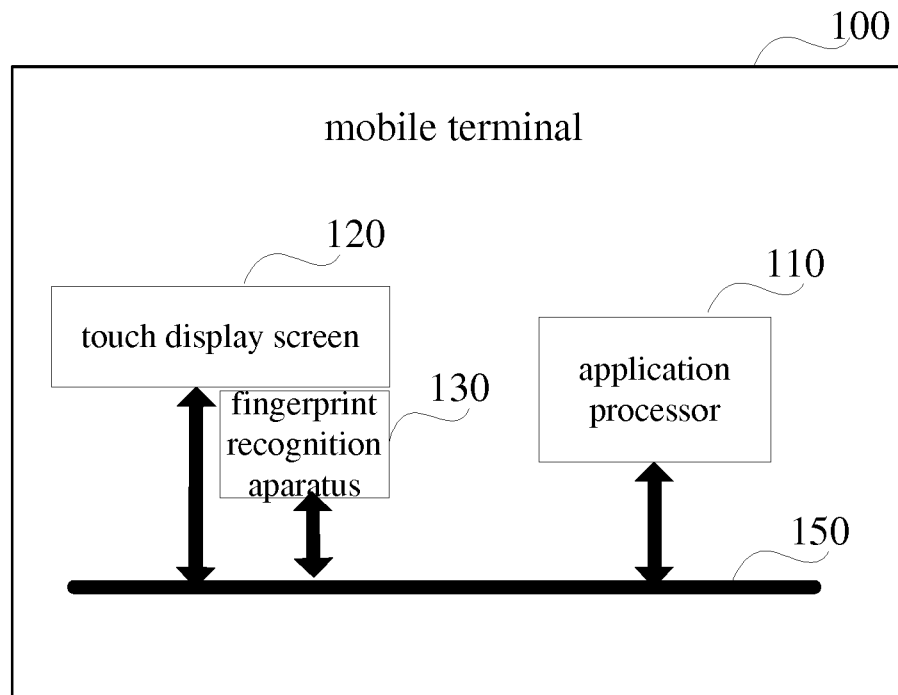 100
mobile terminal
120
110
touch display screen
130
application
processor
fingerprint
recognition
aparatus
150